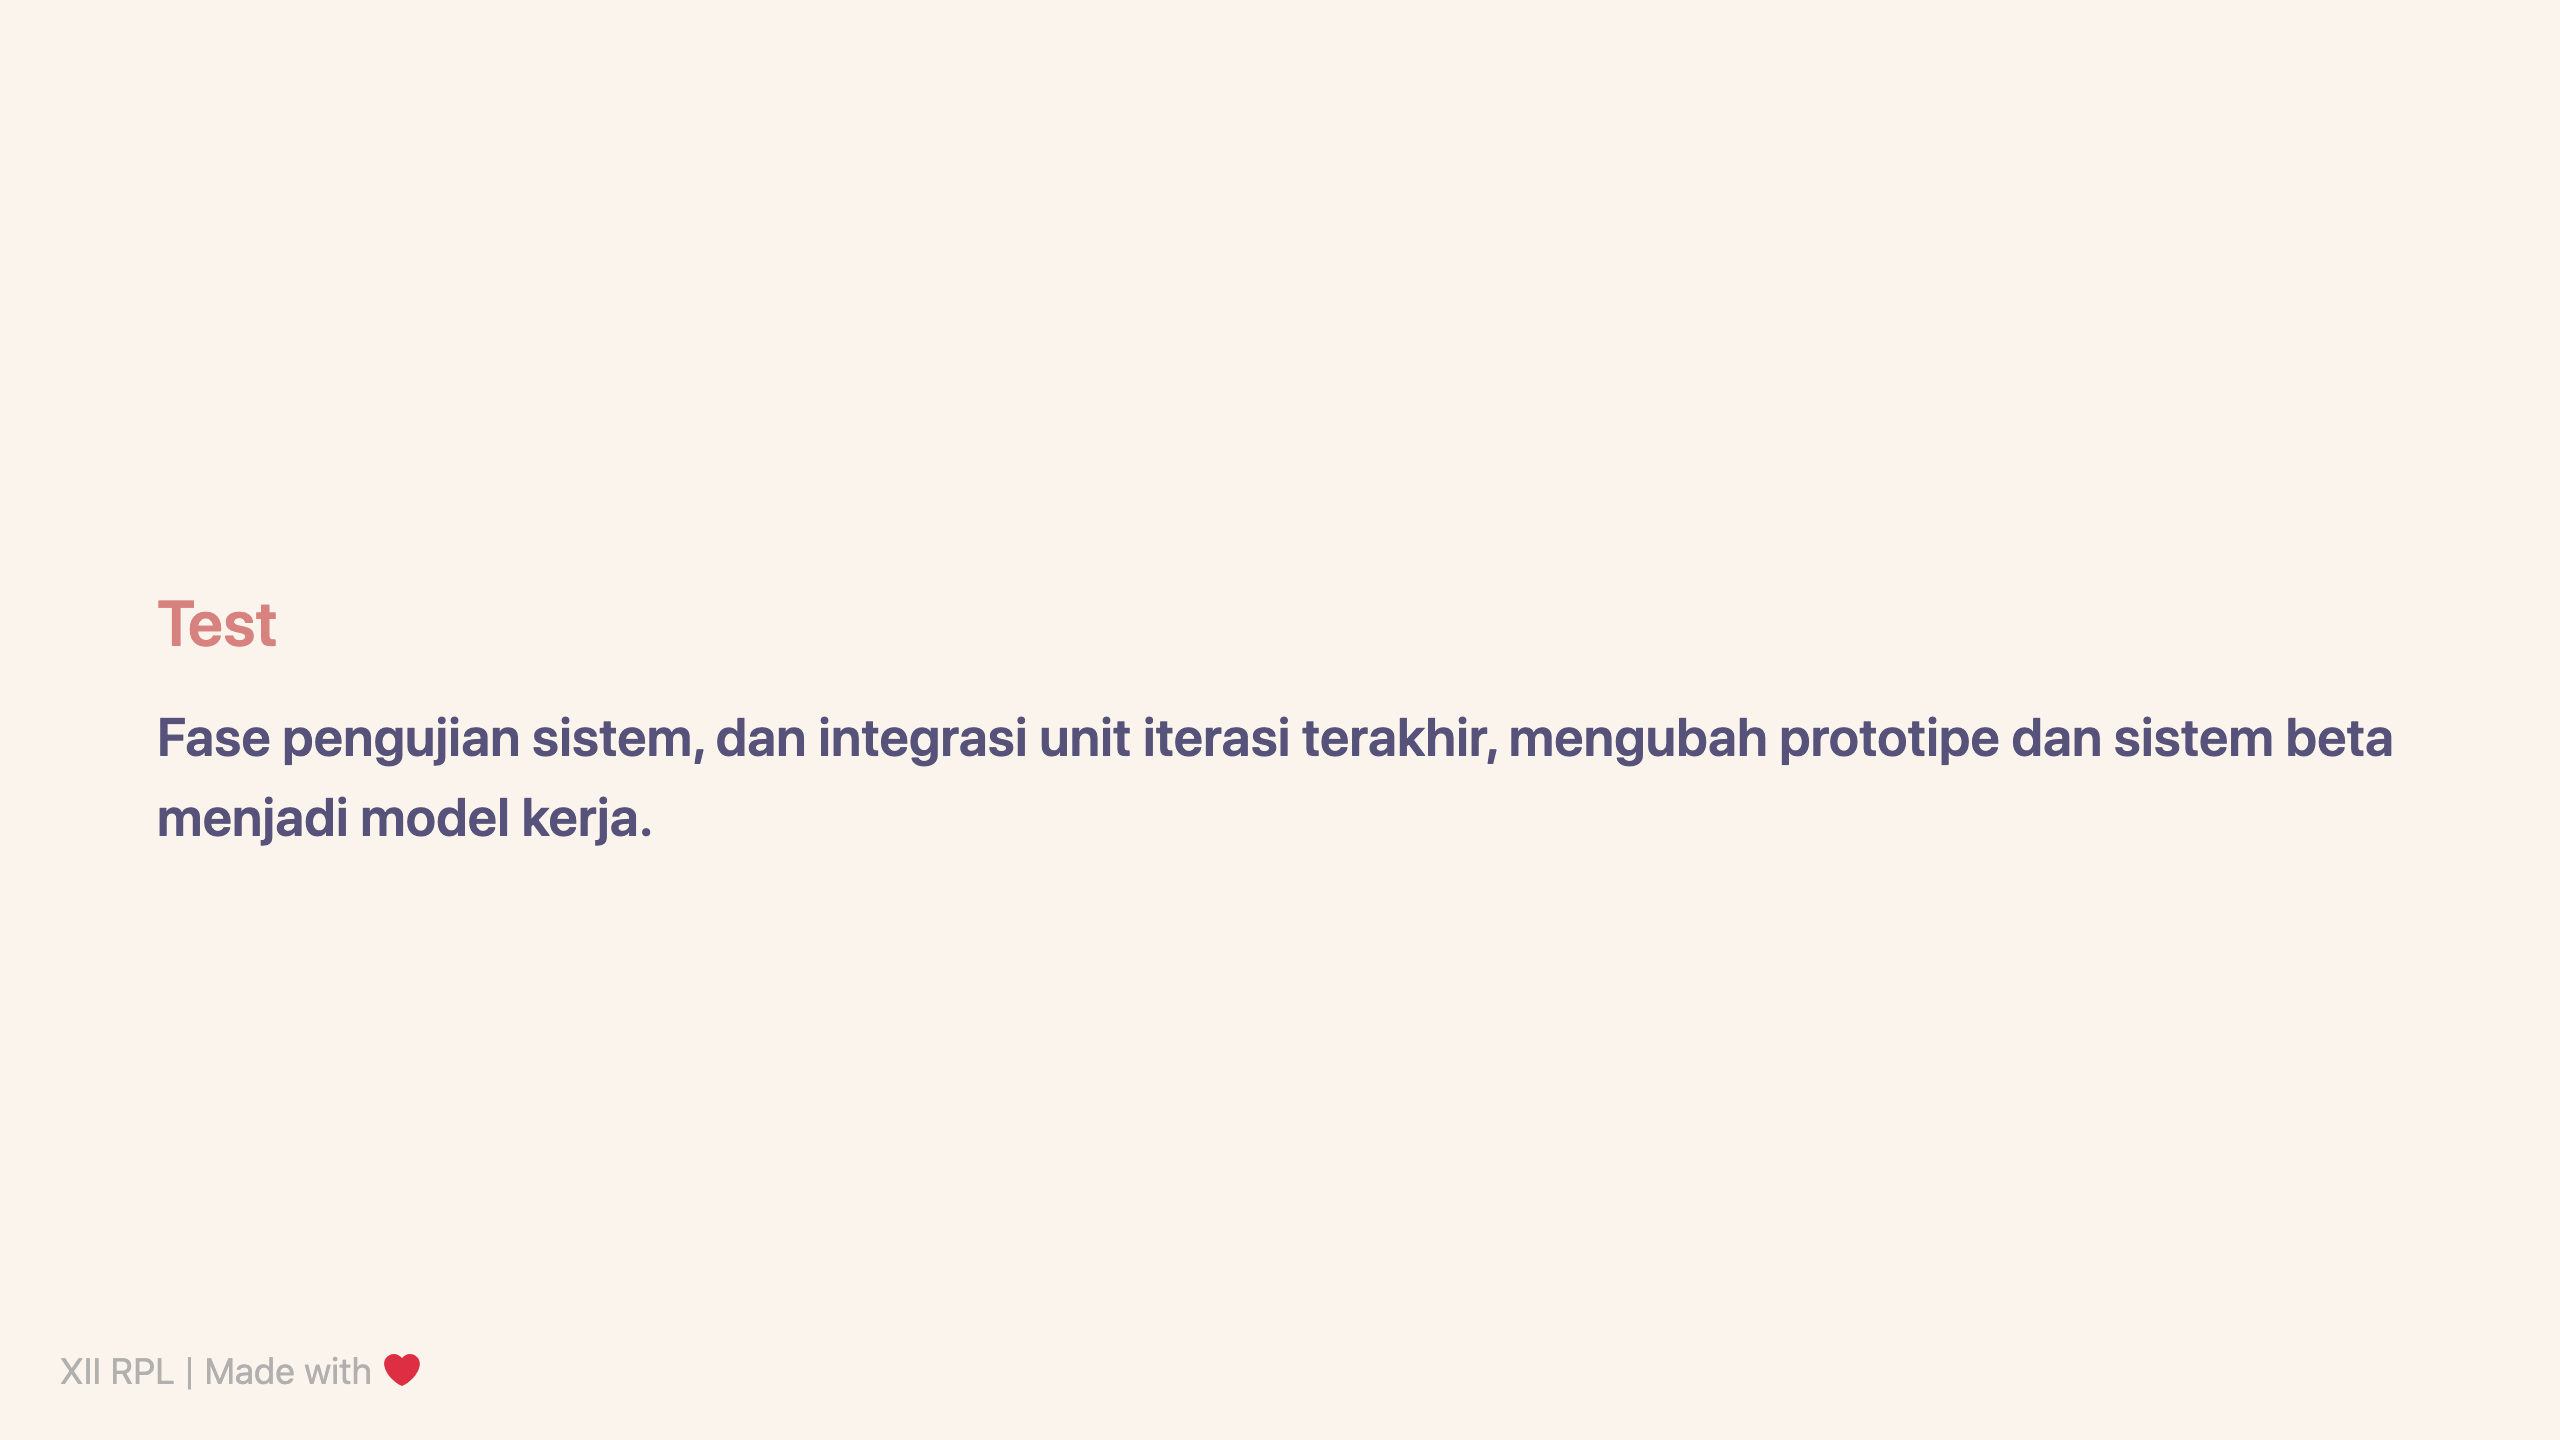 Test
Fase pengujian sistem, dan integrasi unit iterasi terakhir, mengubah prototipe dan sistem beta
menjadi model kerja.
XII RPL | Made with ❤️